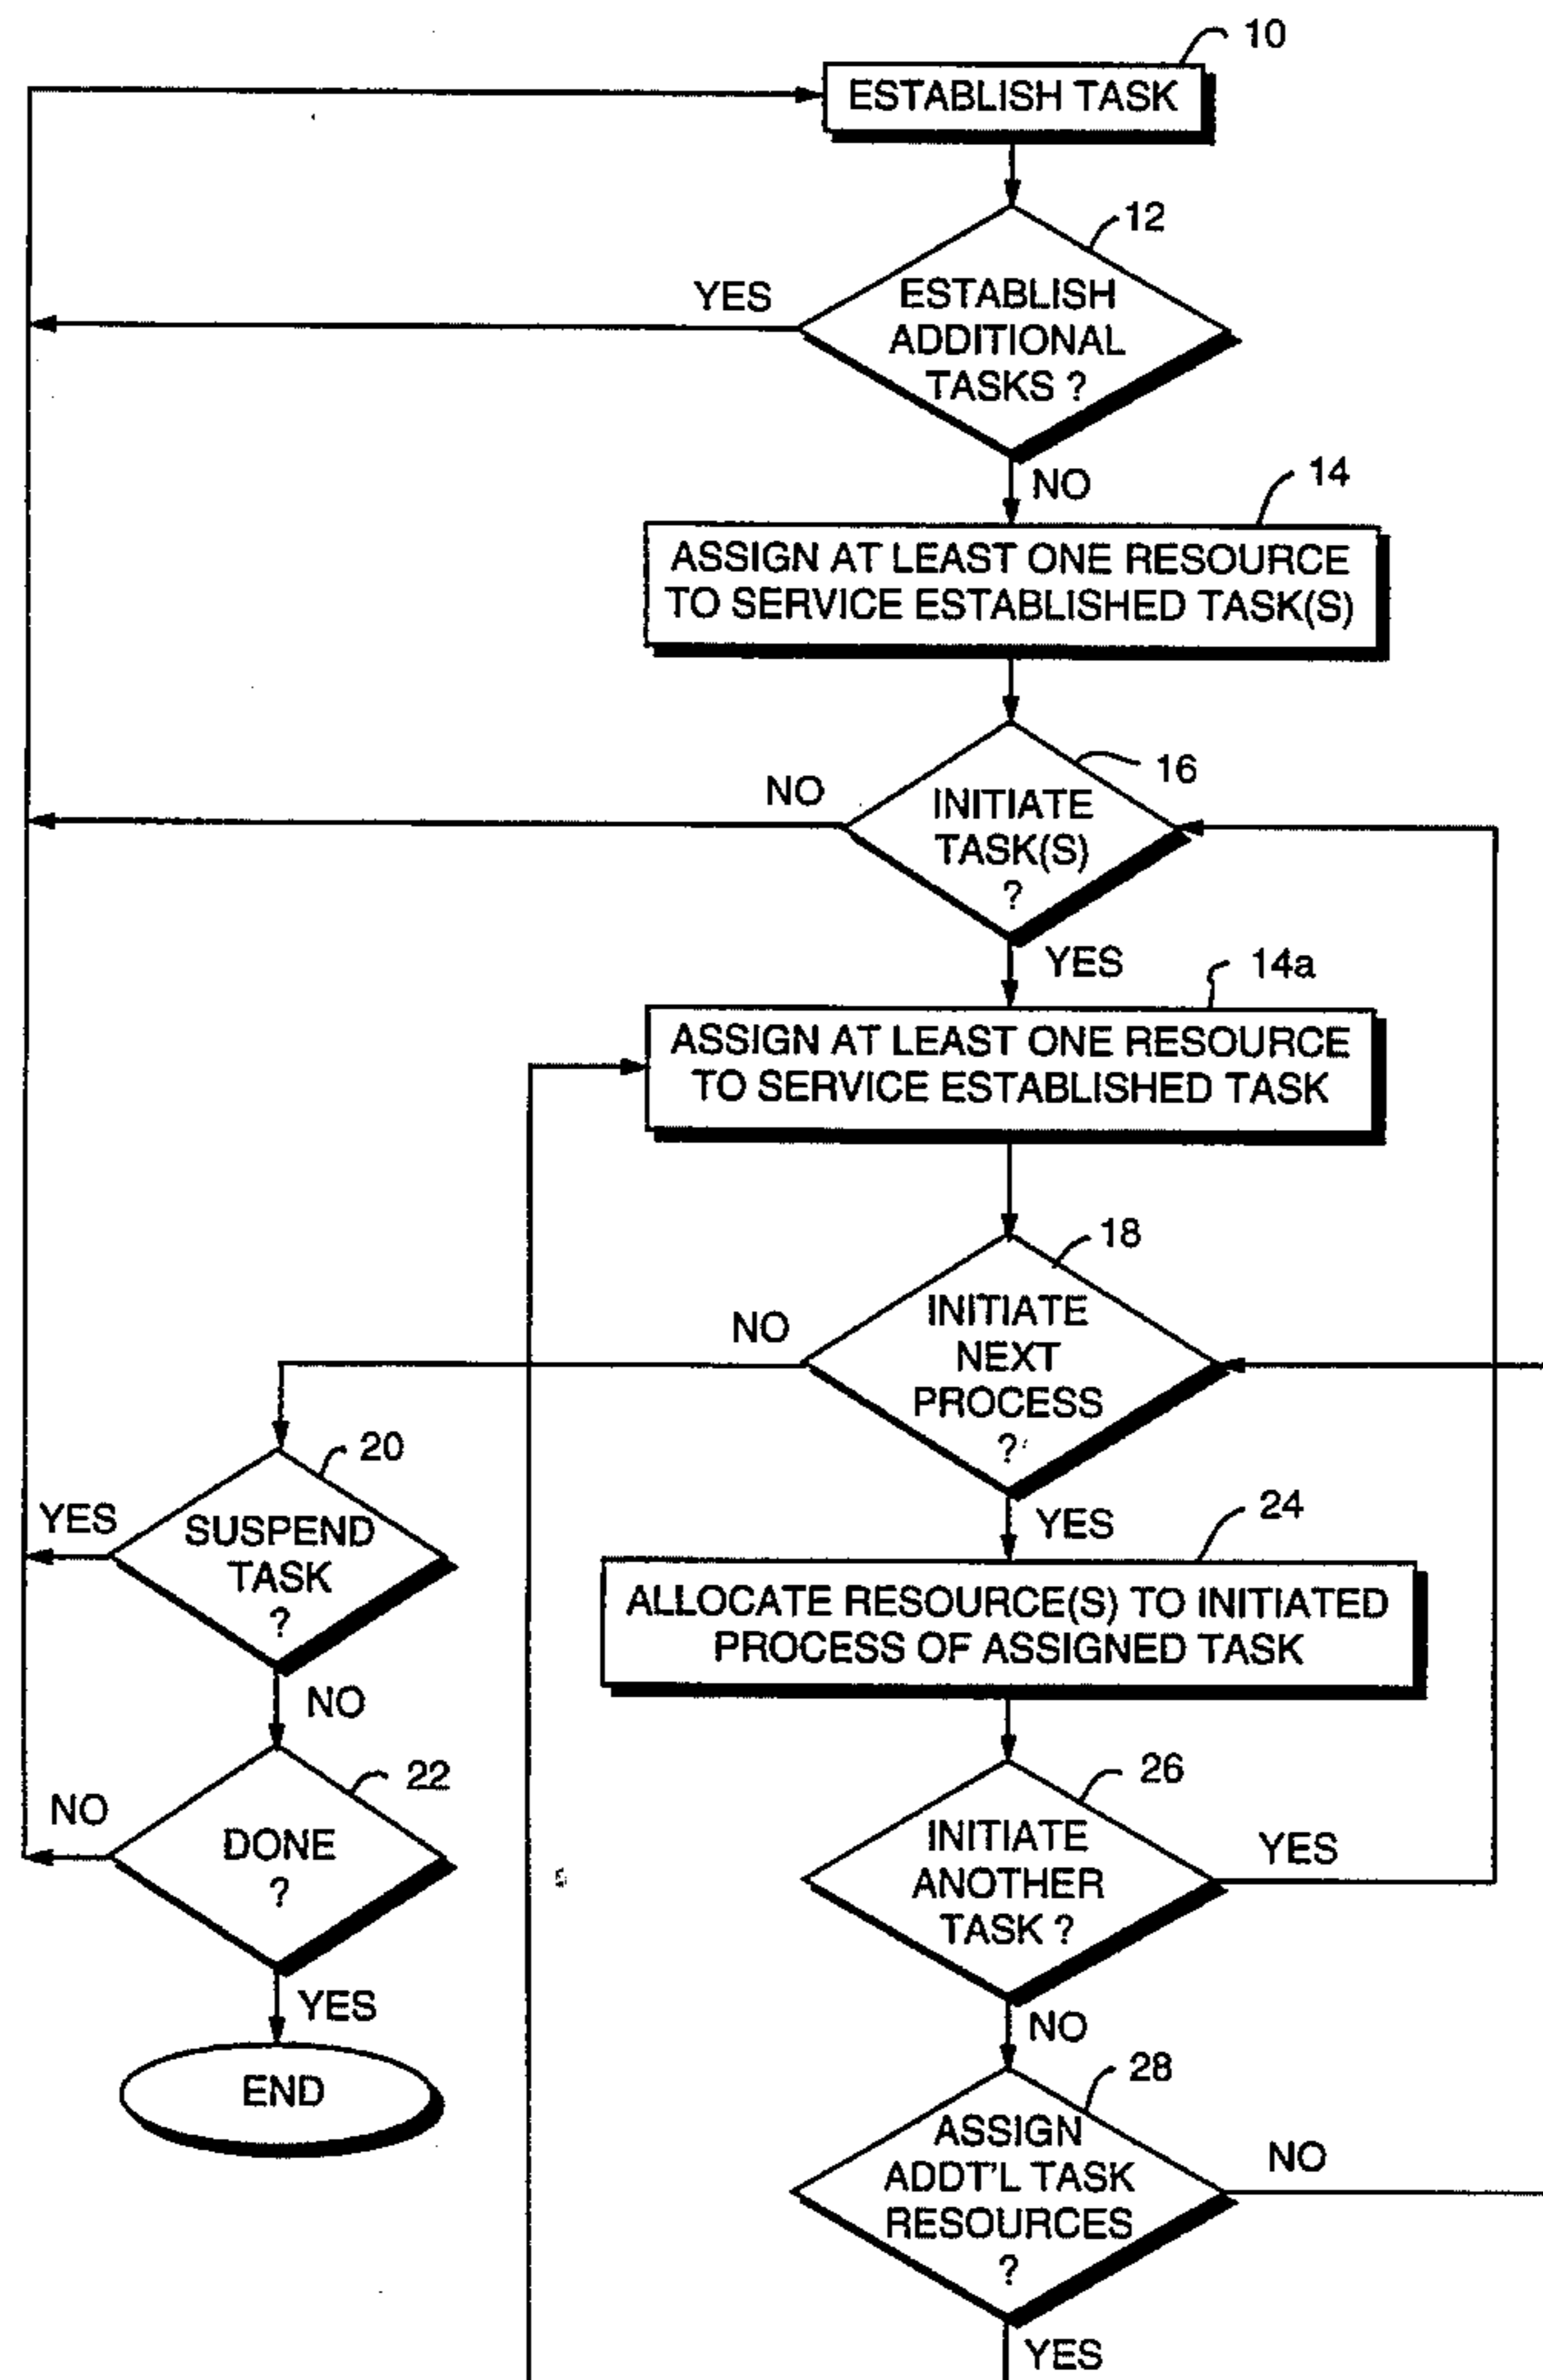 10
ESTABLISH TASK
12
YES
ESTABLISH
ADDITIONAL
TASKS ?
NO
14
ASSIGN AT LEAST ONE RESOURCE
TO SERVICE ESTABLISHED TASK(S)
16
NO
INITIATE
TASK(S)
?
YES
14a
ASSIGN AT LEAST ONE RESOURCE
TO SERVICE ESTABLISHED TASK
18
NO
INITIATE
NEXT
PROCESS
?
20
YES
SUSPEND
TASK
?
NO
YES
24
ALLOCATE RESOURCE(S) TO INITIATED
PROCESS OF ASSIGNED TASK
22
NO
DONE
?
YES
END
26
INITIATE
ANOTHER
TASK ?
YES
NO
28
ASSIGN
ADDT'L TASK
RESOURCES
?
NO
YES